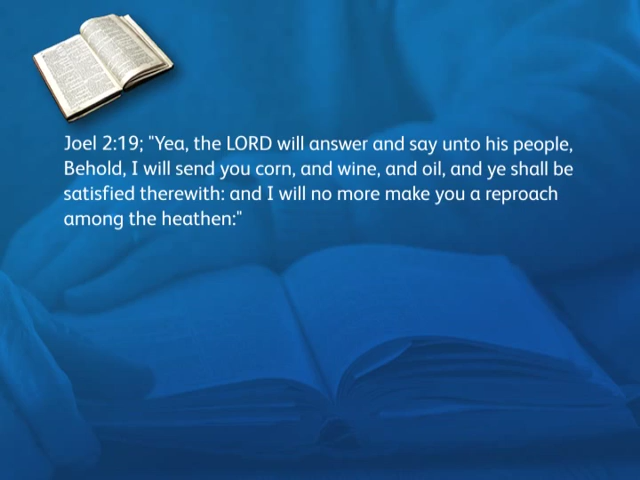 Joel 2:19; "Yea, the LORD will answer and say unto his people,
Behold, I will send you corn, and wine, and oil, and ye shall be
satisfied therewith: and I will no more make you a reproach
among the heathen:"